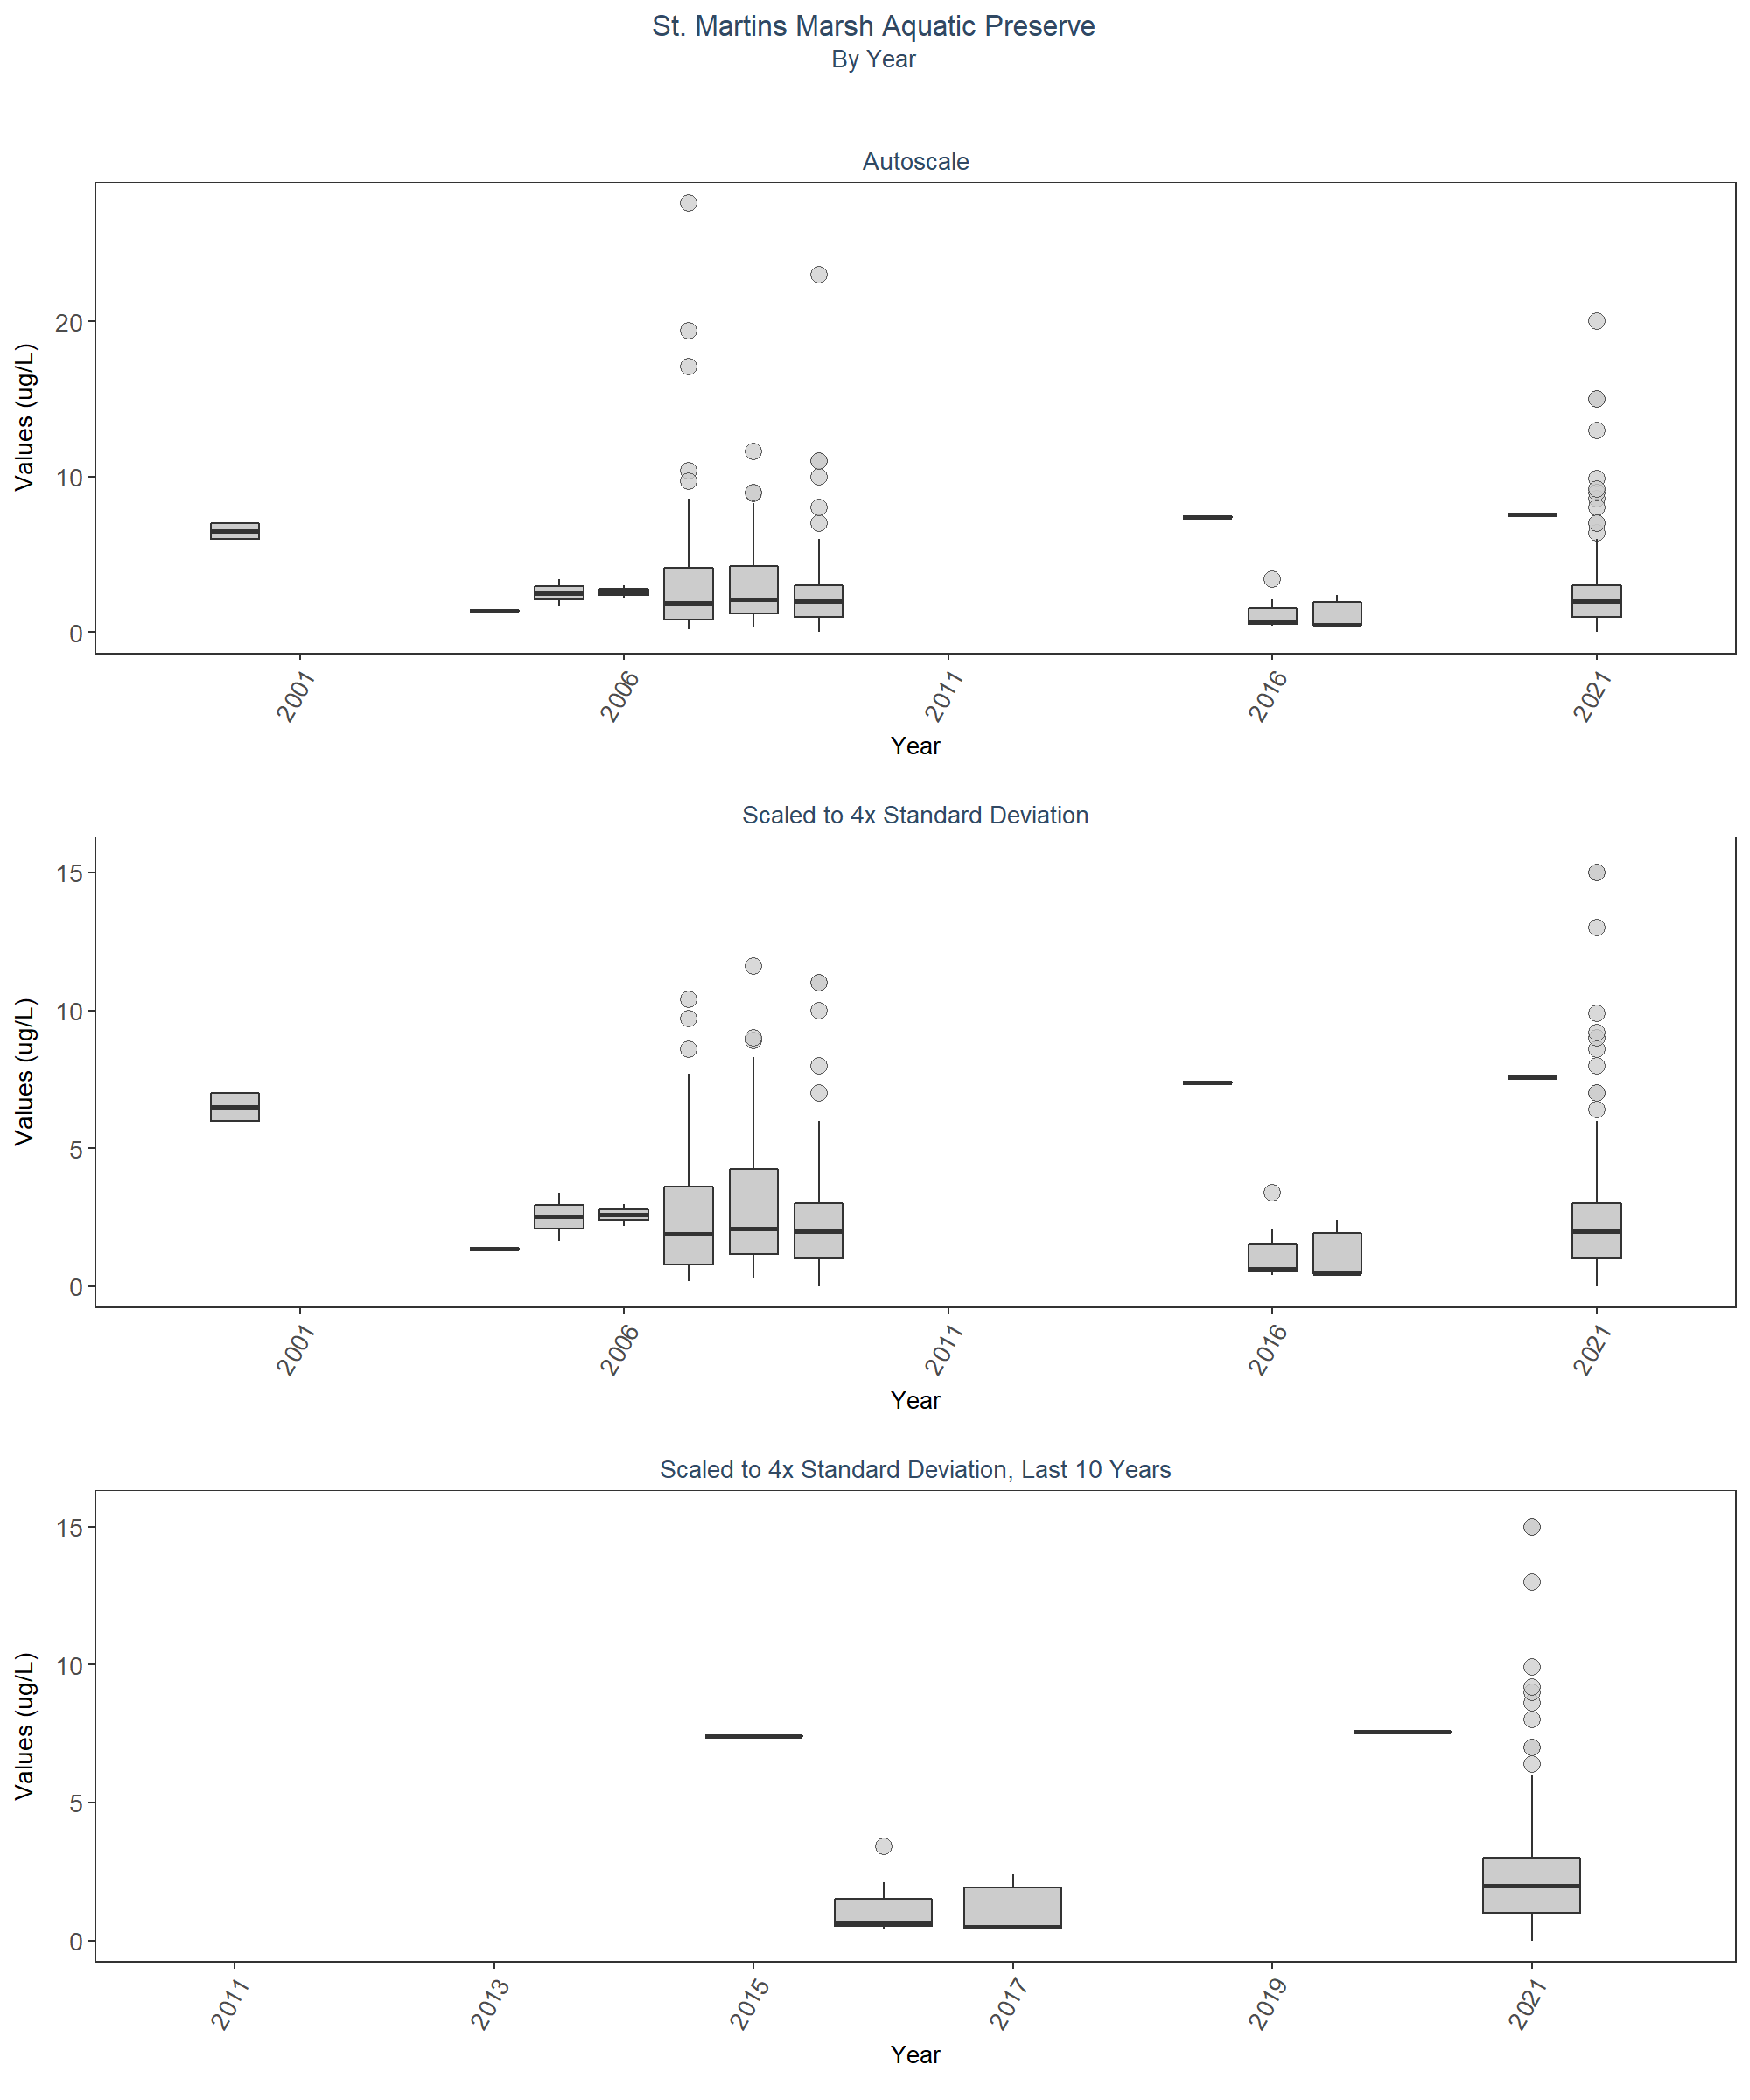 St. Martins Marsh Aquatic Preserve
By Year
Autoscale
Values (ug/L)
20
10
0
2001
2006
2011
2016
2021
Year
Scaled to 4x Standard Deviation
Values (ug/L)
15
10
5
0
2001
2006
2011
2016
2021
Year
Scaled to 4x Standard Deviation, Last 10 Years
Values (ug/L)
15
10
5
0
2011
2013
2015
2017
2019
2021
Year